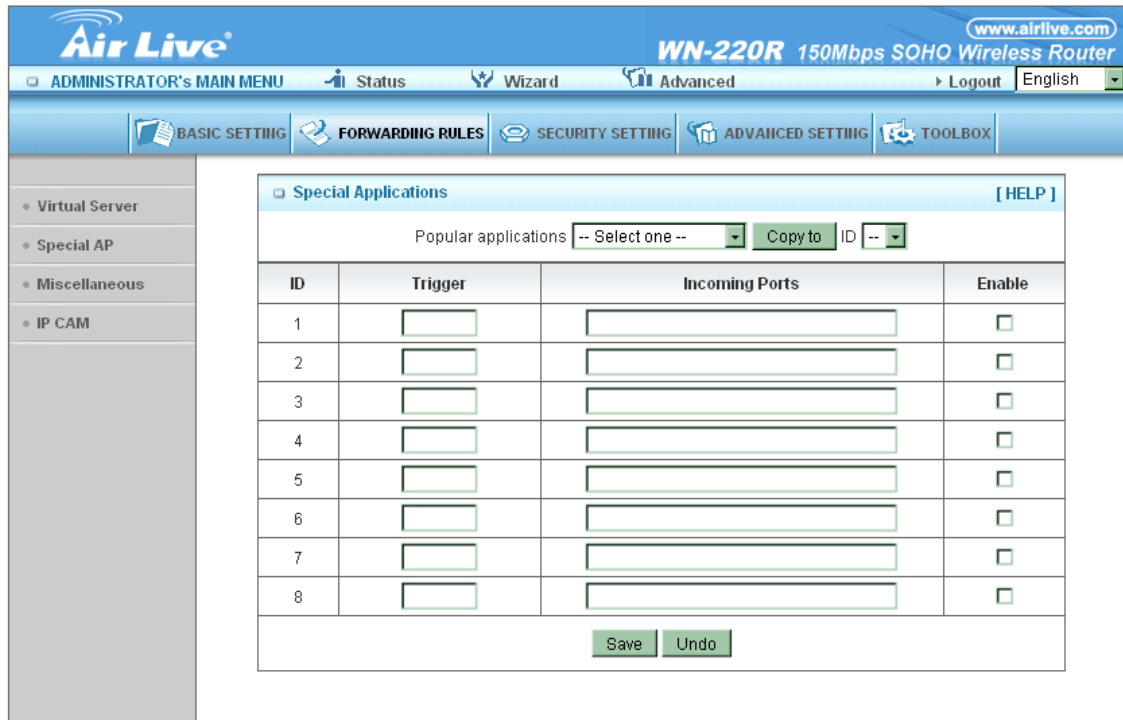 Air Live®
www.airlive.com
WN-220R 150Mbps SOHO Wireless Router
ADMINISTRATOR's MAIN MENU Status Wizard Advanced Logout English
BASIC SETTING FORWARDING RULES SECURITY SETTING ADVANCED SETTING TOOLBOX
Virtual Server
Special AP
Miscellaneous
IP CAM
Special Applications [ HELP ]
Popular applications -- Select one -- Copy to ID --
ID Trigger Incoming Ports Enable
1
2
3
4
5
6
7
8
Save Undo